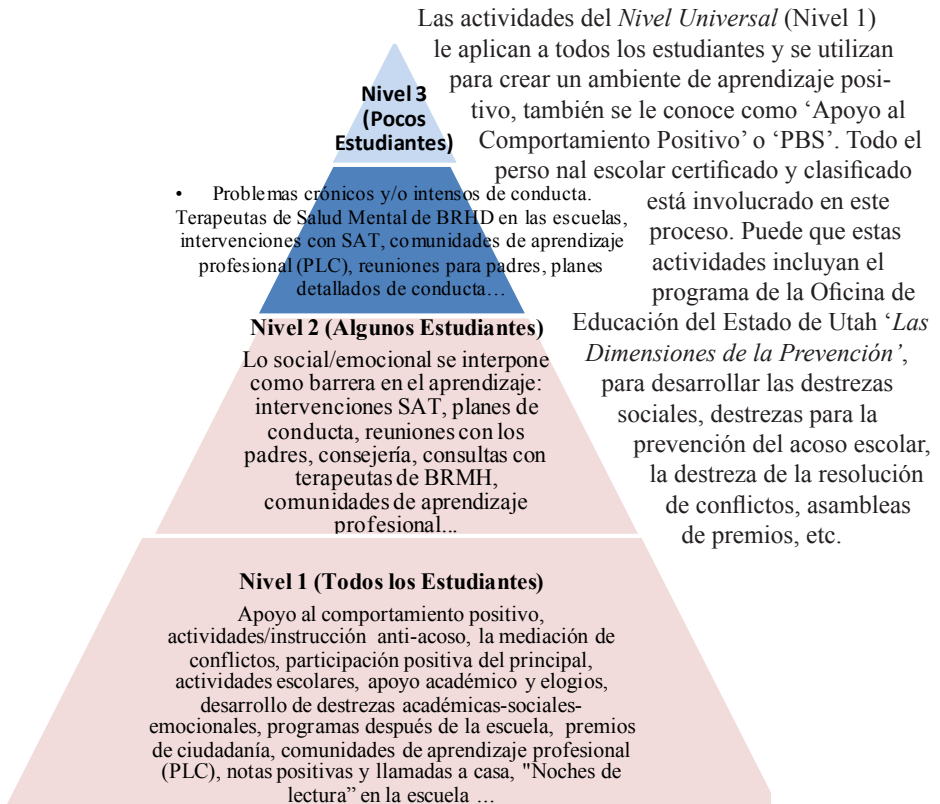 Las actividades del Nivel Universal (Nivel 1)
le aplican a todos los estudiantes y se utilizan
para crear un ambiente de aprendizaje posi-
tivo, también se le conoce como ‘Apoyo al
Comportamiento Positivo’ o ‘PBS’. Todo el
perso nal escolar certificado y clasificado
está involucrado en este
proceso. Puede que estas
actividades incluyan el
programa de la Oficina de
Educación del Estado de Utah ‘Las
Dimensiones de la Prevención’,
para desarrollar las destrezas
sociales, destrezas para la
prevención del acoso escolar,
la destreza de la resolución
de conflictos, asambleas
de premios, etc.
Nivel 3
(Pocos
Estudiantes)
• Problemas crónicos y/o intensos de conducta.
Terapeutas de Salud Mental de BRHD en las escuelas,
intervenciones con SAT, comunidades de aprendizaje
profesional (PLC), reuniones para padres, planes
detallados de conducta…
Nivel 2 (Algunos Estudiantes)
Lo social/emocional se interpone
como barrera en el aprendizaje:
intervenciones SAT, planes de
conducta, reuniones con los
padres, consejería, consultas con
terapeutas de BRMH,
comunidades de aprendizaje
profesional...
Nivel 1 (Todos los Estudiantes)
Apoyo al comportamiento positivo,
actividades/instrucción anti-acoso, la mediación de
conflictos, participación positiva del principal,
actividades escolares, apoyo académico y elogios,
desarrollo de destrezas académicas-sociales-
emocionales, programas después de la escuela, premios
de ciudadanía, comunidades de aprendizaje profesional
(PLC), notas positivas y llamadas a casa, "Noches de
lectura” en la escuela …